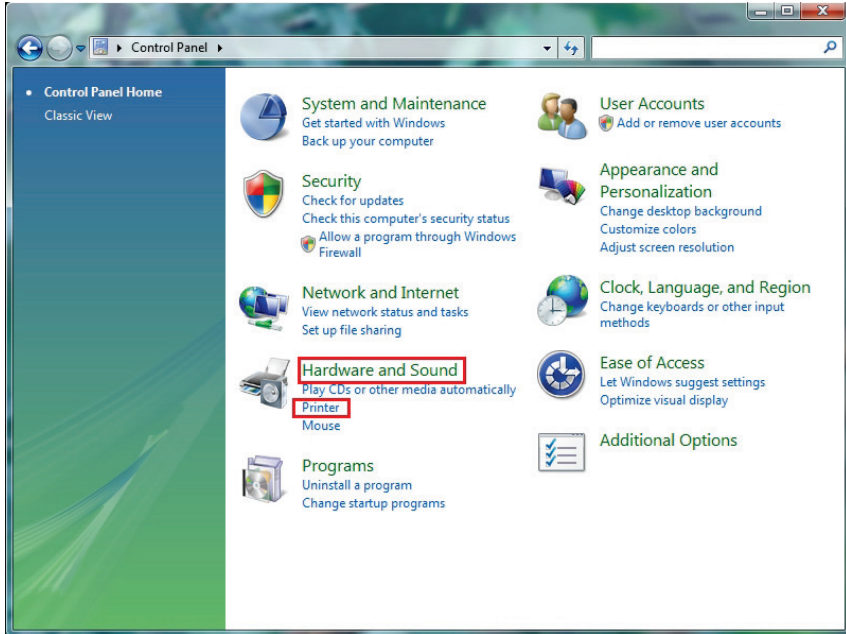 Control Panel
Control Panel Home
Classic View
System and Maintenance
Get started with Windows
Back up your computer
Security
Check for updates
Check this computer's security status
Allow a program through Windows
Firewall
Network and Internet
View network status and tasks
Set up file sharing
Hardware and Sound
Play CDs or other media automatically
Printer
Mouse
Programs
Uninstall a program
Change startup programs
User Accounts
Add or remove user accounts
Appearance and
Personalization
Change desktop background
Customize colors
Adjust screen resolution
Clock, Language, and Region
Change keyboards or other input
methods
Ease of Access
Let Windows suggest settings
Optimize visual display
Additional Options